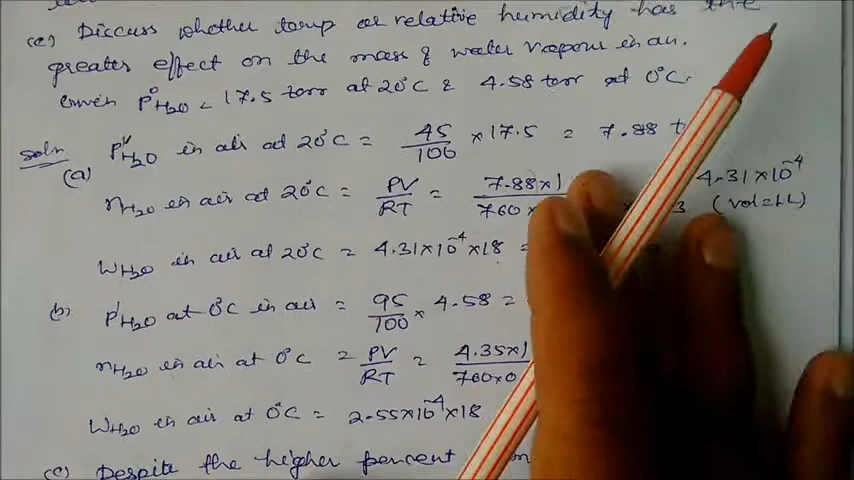 (c) Discuss whether temp or relative humidity has the
greater effect on the mass of water vapour in air.
Given P°H2O = 17.5 torr at 20°C & 4.58 torr at 0°C.
Soln
(a) P'H2O in air at 20°C = 45/100 × 17.5 = 7.88 t
nH2O in air at 20°C = PV/RT = 7.88×1/760× 3 4.31×10^-4
(vol=1L)
WH2O in air at 20°C = 4.31×10^-4×18 =
(b) P'H2O at 0°C in air = 95/100 × 4.58 =
nH2O in air at 0°C = PV/RT = 4.35×1/760×0
WH2O in air at 0°C = 2.55×10^-4×18
(c) Despite the higher percent